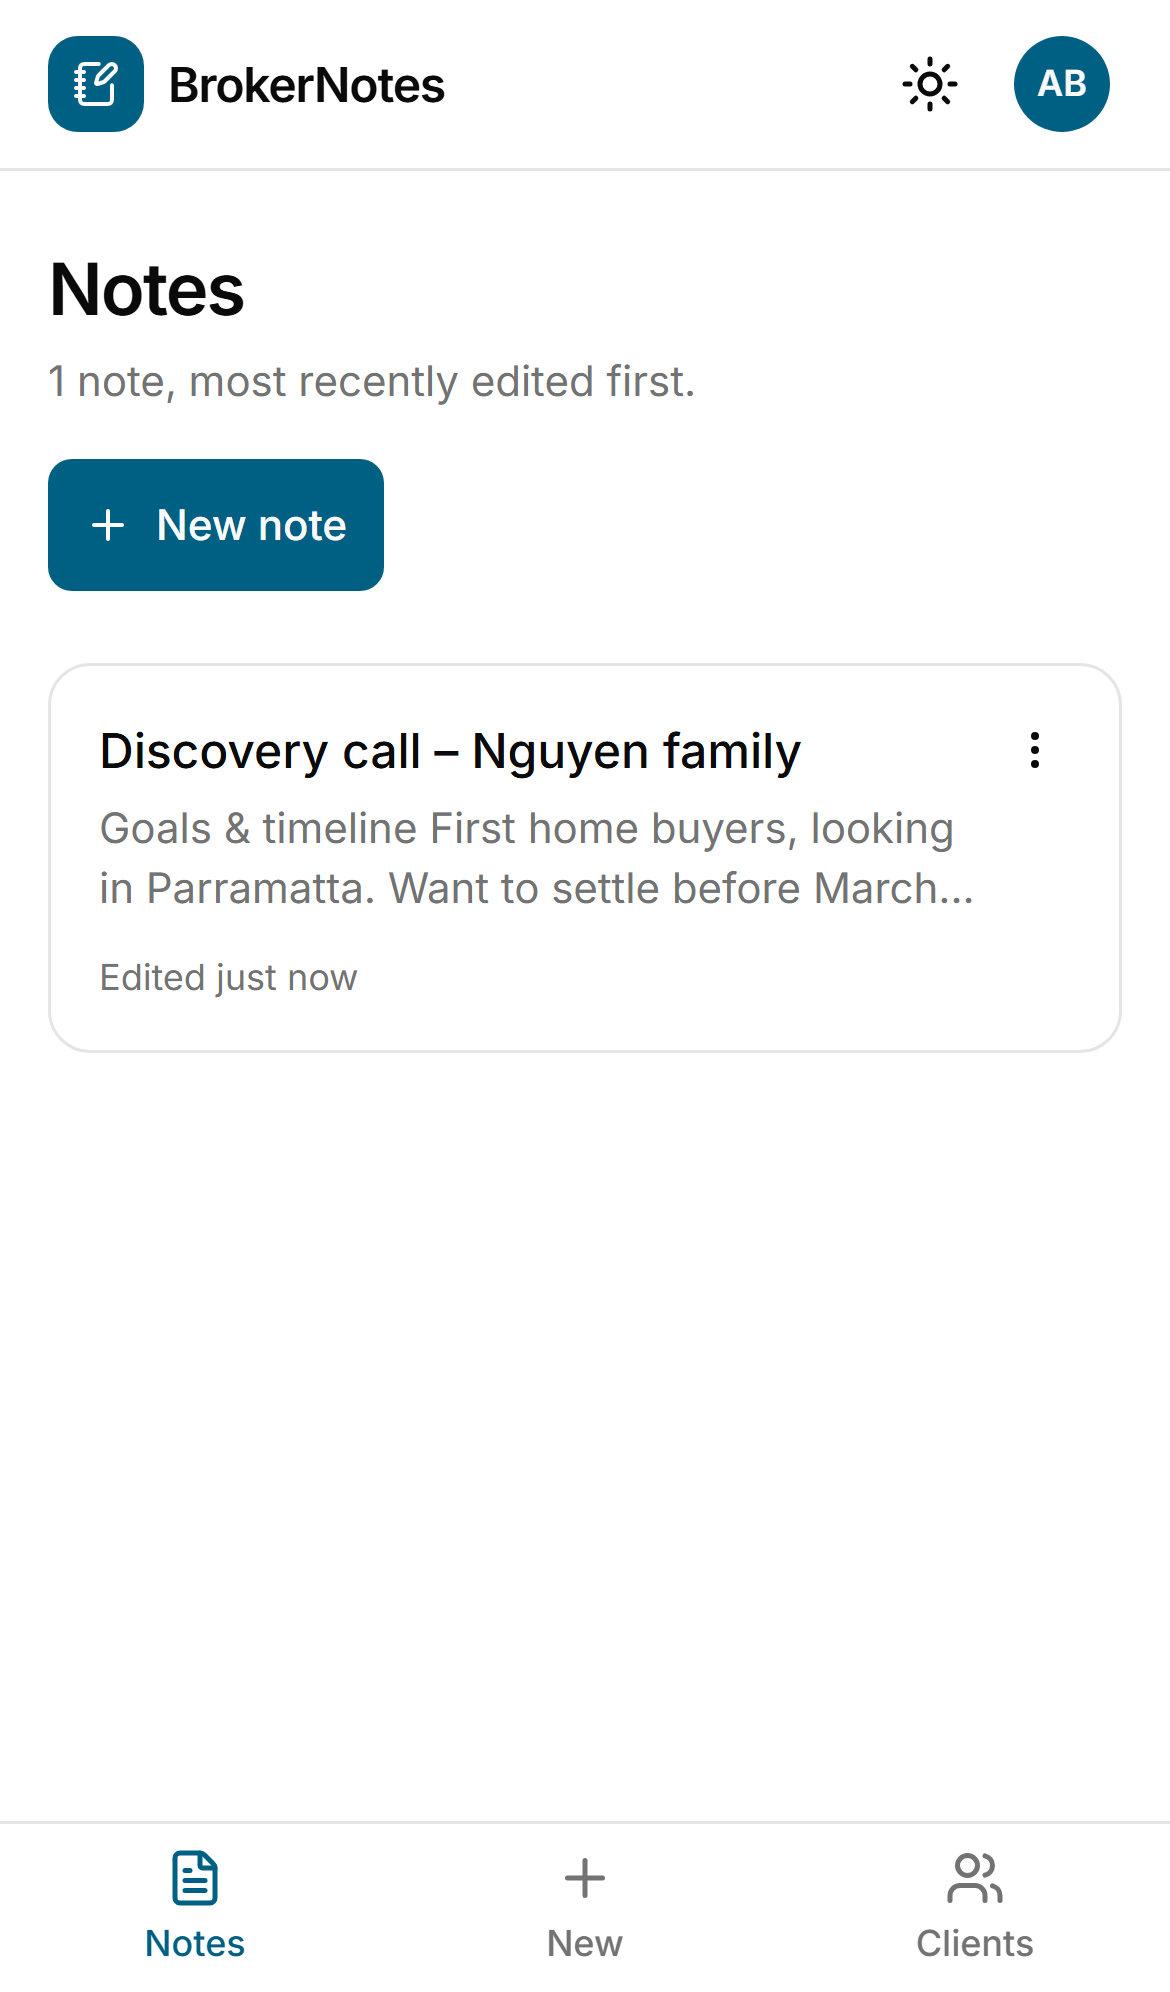 BrokerNotes
AB
Notes
1 note, most recently edited first.
New note
Discovery call – Nguyen family
Goals & timeline First home buyers, looking
in Parramatta. Want to settle before March...
Edited just now
Notes
New
Clients